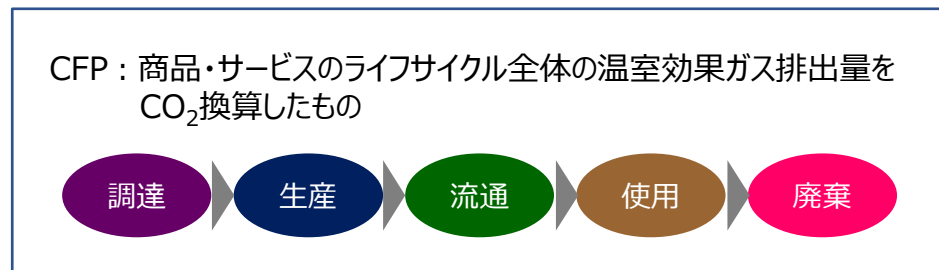 CFP：商品・サービスのライフサイクル全体の温室効果ガス排出量を
CO₂換算したもの
調達 生産 流通 使用 廃棄